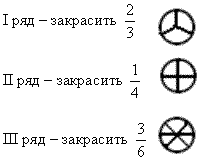 I ряд – закрасить 2/3
II ряд – закрасить 1/4
III ряд – закрасить 3/6